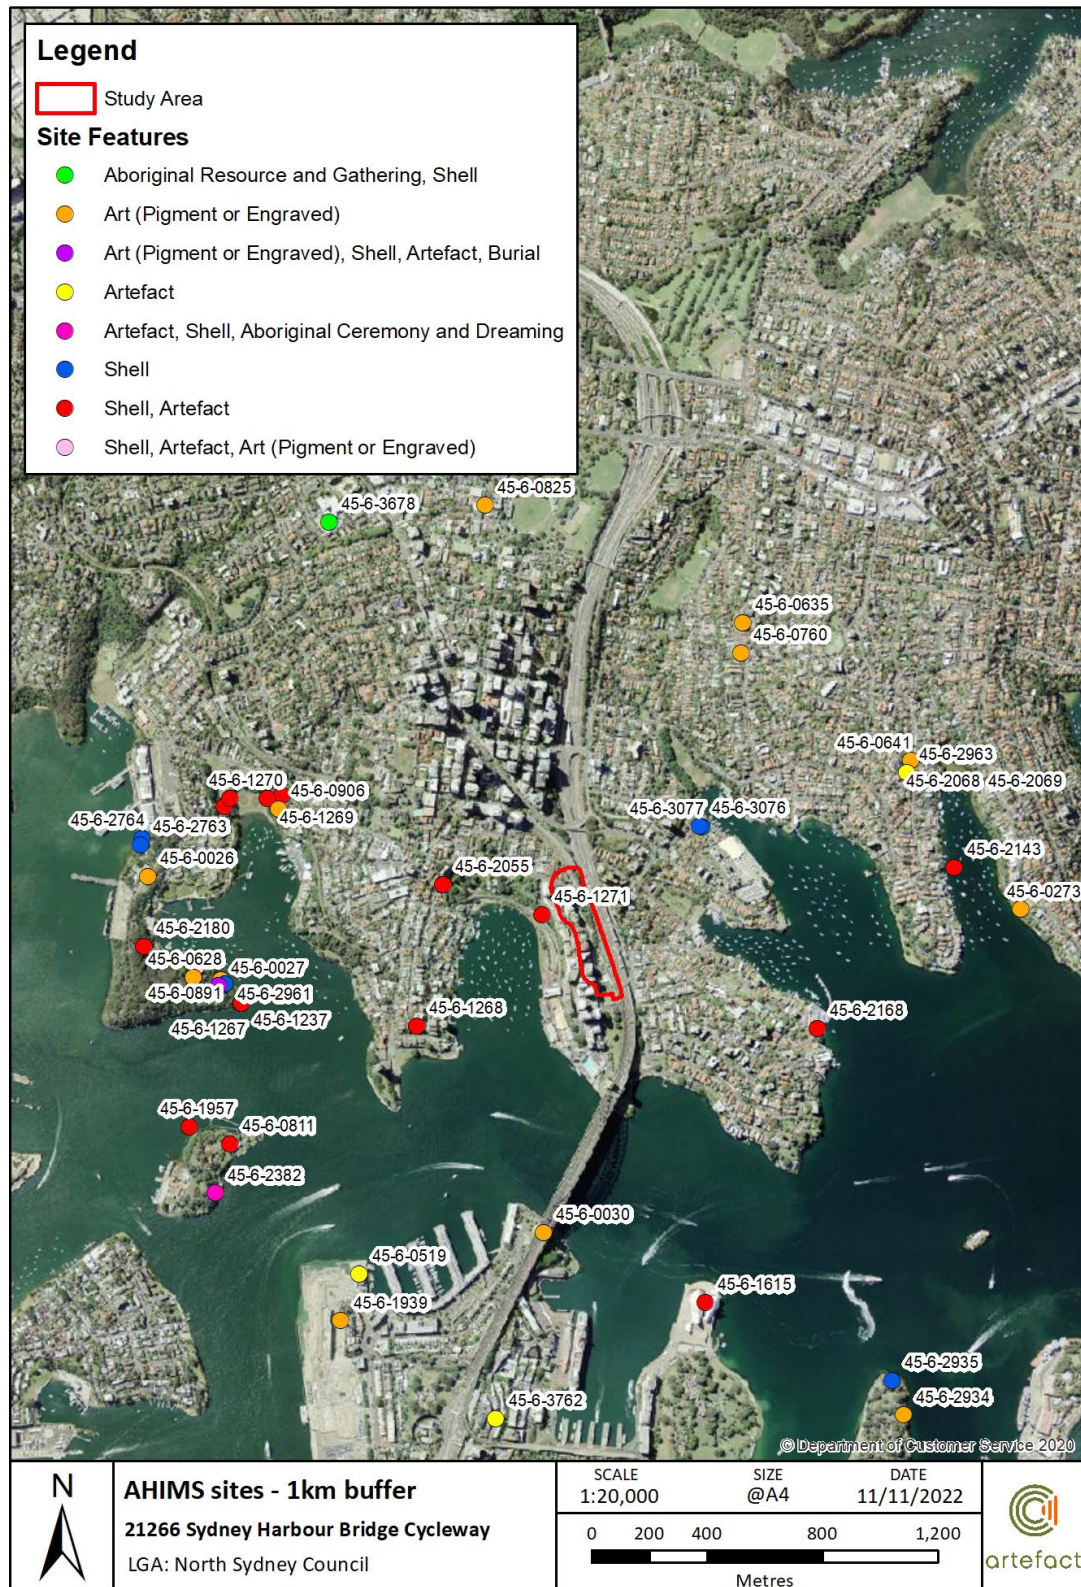 Legend
Study Area
Site Features
Aboriginal Resource and Gathering, Shell
Art (Pigment or Engraved)
Art (Pigment or Engraved), Shell, Artefact, Burial
Artefact
Artefact, Shell, Aboriginal Ceremony and Dreaming
Shell
Shell, Artefact
Shell, Artefact, Art (Pigment or Engraved)
45-6-0825
45-6-3678
45-6-0635
45-6-0760
45-6-0641
45-6-2963
45-6-2068
45-6-2069
45-6-1270
45-6-0906
45-6-1269
45-6-2764
45-6-2763
45-6-3077
45-6-3076
45-6-0026
45-6-2055
45-6-2143
45-6-1271
45-6-0273
45-6-2180
45-6-0628
45-6-0027
45-6-0891
45-6-2961
45-6-1267
45-6-1237
45-6-1268
45-6-2168
45-6-1957
45-6-0811
45-6-2382
45-6-0030
45-6-0519
45-6-1615
45-6-1939
45-6-2935
45-6-2934
45-6-3762
© Department of Customer Service 2020
N
AHIMS sites - 1km buffer
21266 Sydney Harbour Bridge Cycleway
LGA: North Sydney Council
SCALE
1:20,000
SIZE
@A4
DATE
11/11/2022
0 200 400 800 1,200
Metres
artefact